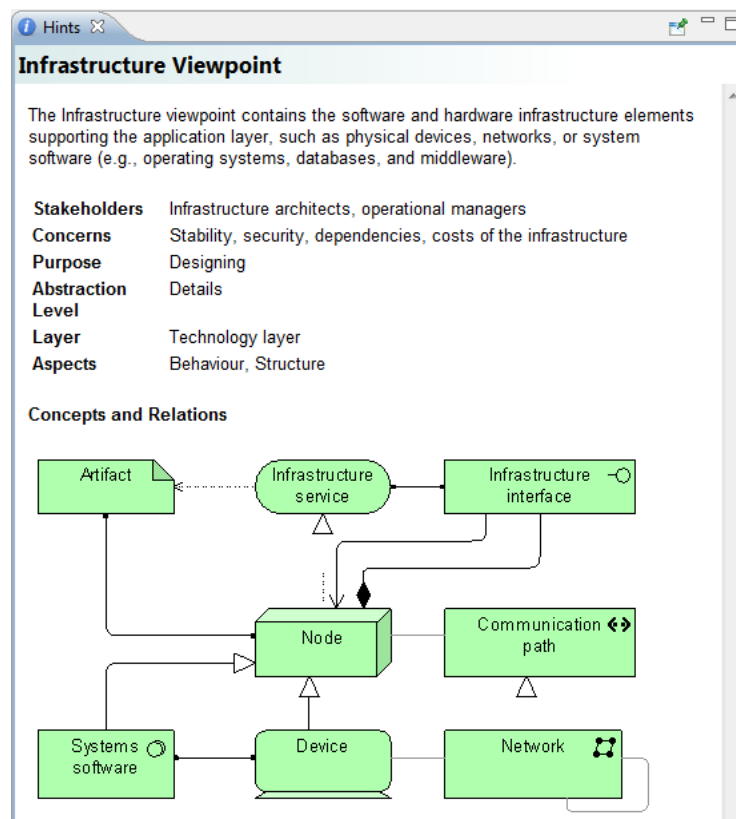 Hints
Infrastructure Viewpoint
The Infrastructure viewpoint contains the software and hardware infrastructure elements
supporting the application layer, such as physical devices, networks, or system
software (e.g., operating systems, databases, and middleware).
Stakeholders Infrastructure architects, operational managers
Concerns Stability, security, dependencies, costs of the infrastructure
Purpose Designing
Abstraction Details
Level
Layer Technology layer
Aspects Behaviour, Structure
Concepts and Relations
Artifact
Infrastructure
service
Infrastructure
interface
Node
Communication
path
Systems
software
Device
Network